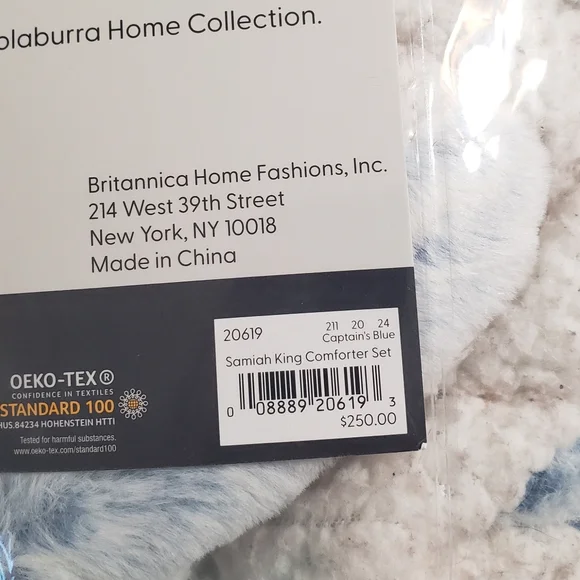 olaburra Home Collection.
Britannica Home Fashions, Inc.
214 West 39th Street
New York, NY 10018
Made in China
20619 211 20 24
Captain's Blue
Samiah King Comforter Set
0 08889 20619 3
$250.00
OEKO-TEX®
CONFIDENCE IN TEXTILES
STANDARD 100
HUS.84234 HOHENSTEIN HTTI
Tested for harmful substances.
www.oeko-tex.com/standard100